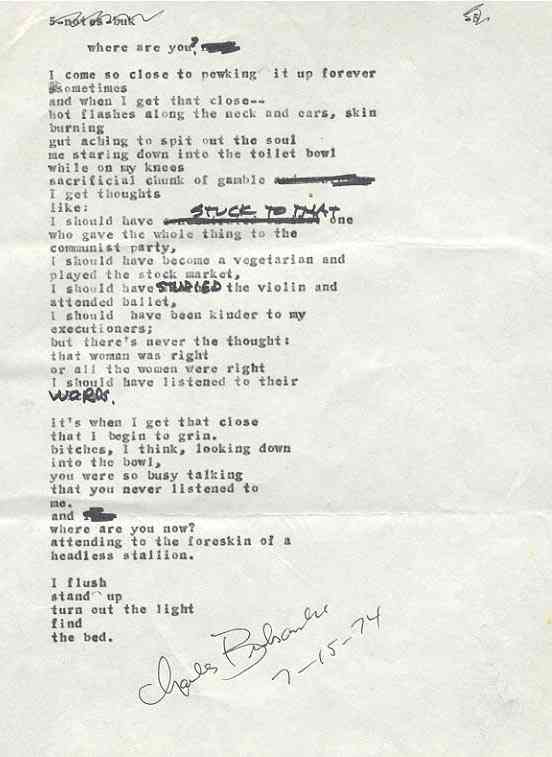 5-notes-buk
where are you?
I come so close to pewking it up forever
sometimes
and when I get that close--
hot flashes along the neck and ears, skin
burning
gut aching to spit out the soul
me staring down into the toilet bowl
while on my knees
sacrificial chunk of gamble
I get thoughts
like:
I should have STUCK TO THAT one
who gave the whole thing to the
communist party,
I should have become a vegetarian and
played the stock market,
I should have STUDIED the violin and
attended ballet,
I should have been kinder to my
executioners;
but there's never the thought:
that woman was right
or all the women were right
I should have listened to their
WORDS.
it's when I get that close
that I begin to grin.
bitches, I think, looking down
into the bowl,
you were so busy talking
that you never listened to
me.
and
where are you now?
attending to the foreskin of a
headless stallion.
I flush
stand up
turn out the light
find
the bed.
Charles Bukowski
7-15-74